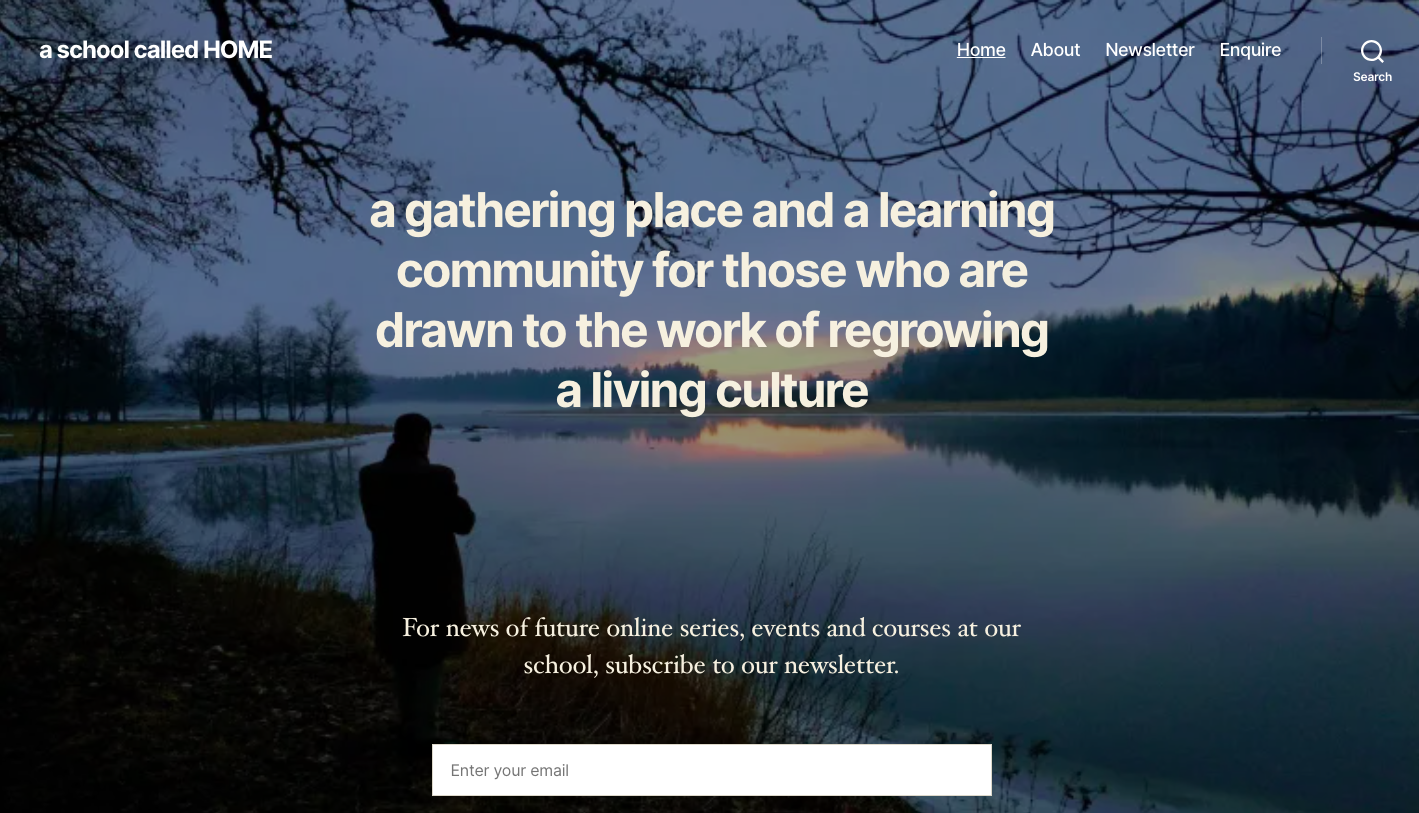 a school called HOME
Home
About
Newsletter
Enquire
Search
a gathering place and a learning
community for those who are
drawn to the work of regrowing
a living culture
For news of future online series, events and courses at our
school, subscribe to our newsletter.
Enter your email